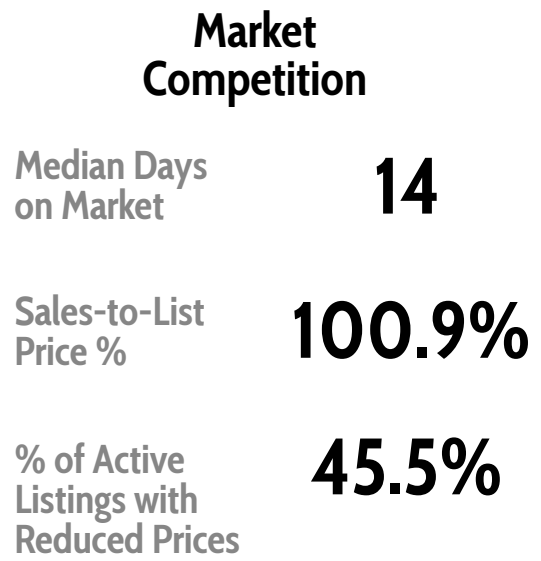 Market
Competition
Median Days
on Market
14
Sales-to-List
Price %
100.9%
% of Active
Listings with
Reduced Prices
45.5%